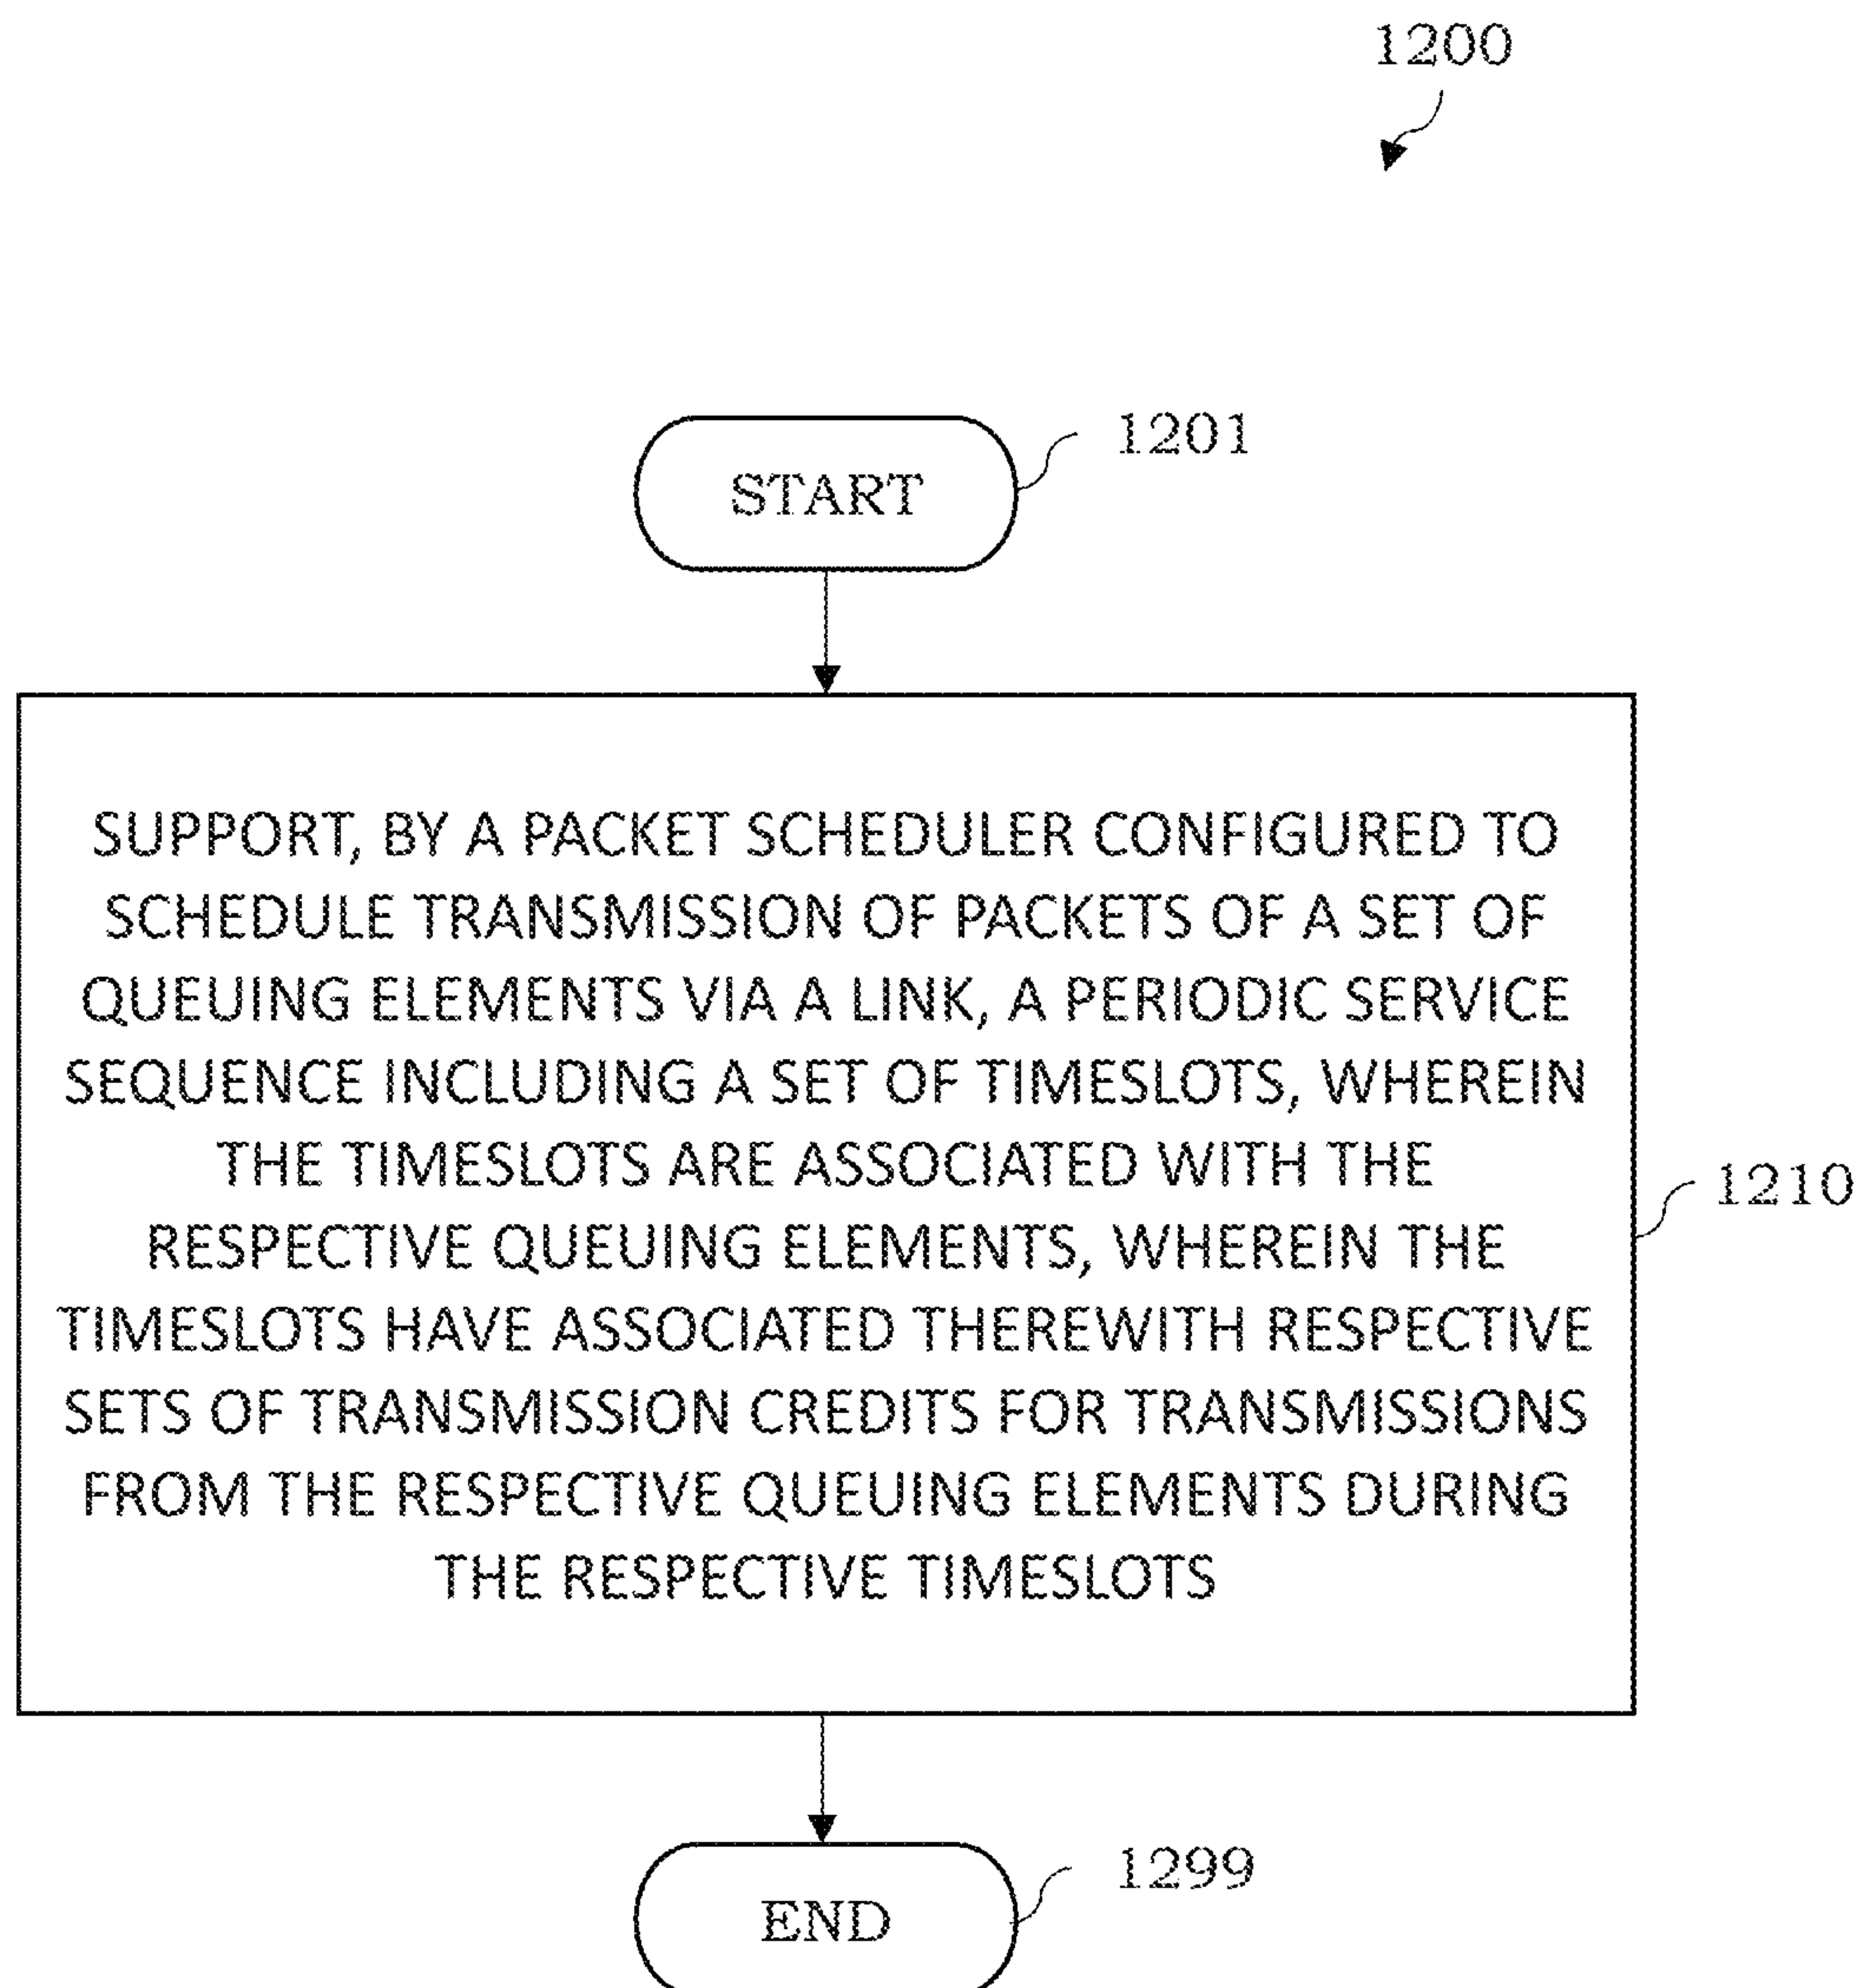 1200
START
1201
SUPPORT, BY A PACKET SCHEDULER CONFIGURED TO
SCHEDULE TRANSMISSION OF PACKETS OF A SET OF
QUEUING ELEMENTS VIA A LINK, A PERIODIC SERVICE
SEQUENCE INCLUDING A SET OF TIMESLOTS, WHEREIN
THE TIMESLOTS ARE ASSOCIATED WITH THE
RESPECTIVE QUEUING ELEMENTS, WHEREIN THE
TIMESLOTS HAVE ASSOCIATED THEREWITH RESPECTIVE
SETS OF TRANSMISSION CREDITS FOR TRANSMISSIONS
FROM THE RESPECTIVE QUEUING ELEMENTS DURING
THE RESPECTIVE TIMESLOTS
1210
END
1299